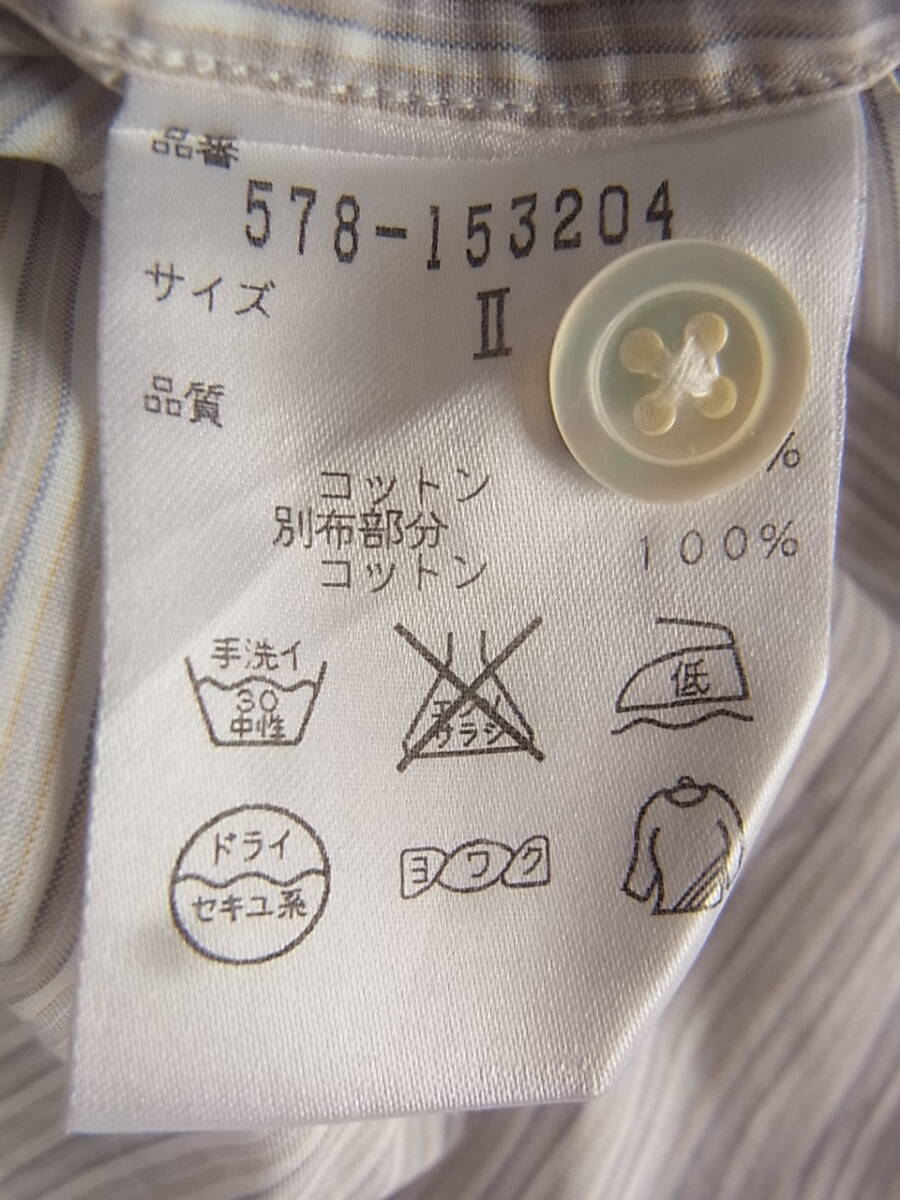 品番
578-153204
サイズ
Ⅱ
品質
コットン %
別布部分
コットン 100%
手洗イ
30
中性
低
ドライ
セキユ系
ヨワク